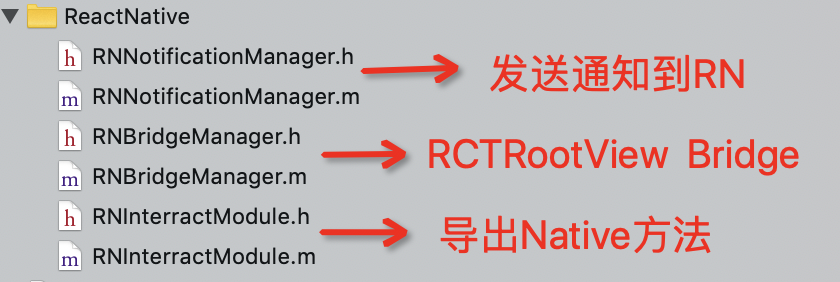 ReactNative
h RNNotificationManager.h
发送通知到RN
m RNNotificationManager.m
h RNBridgeManager.h
RCTRootView Bridge
m RNBridgeManager.m
h RNInterractModule.h
导出Native方法
m RNInterractModule.m